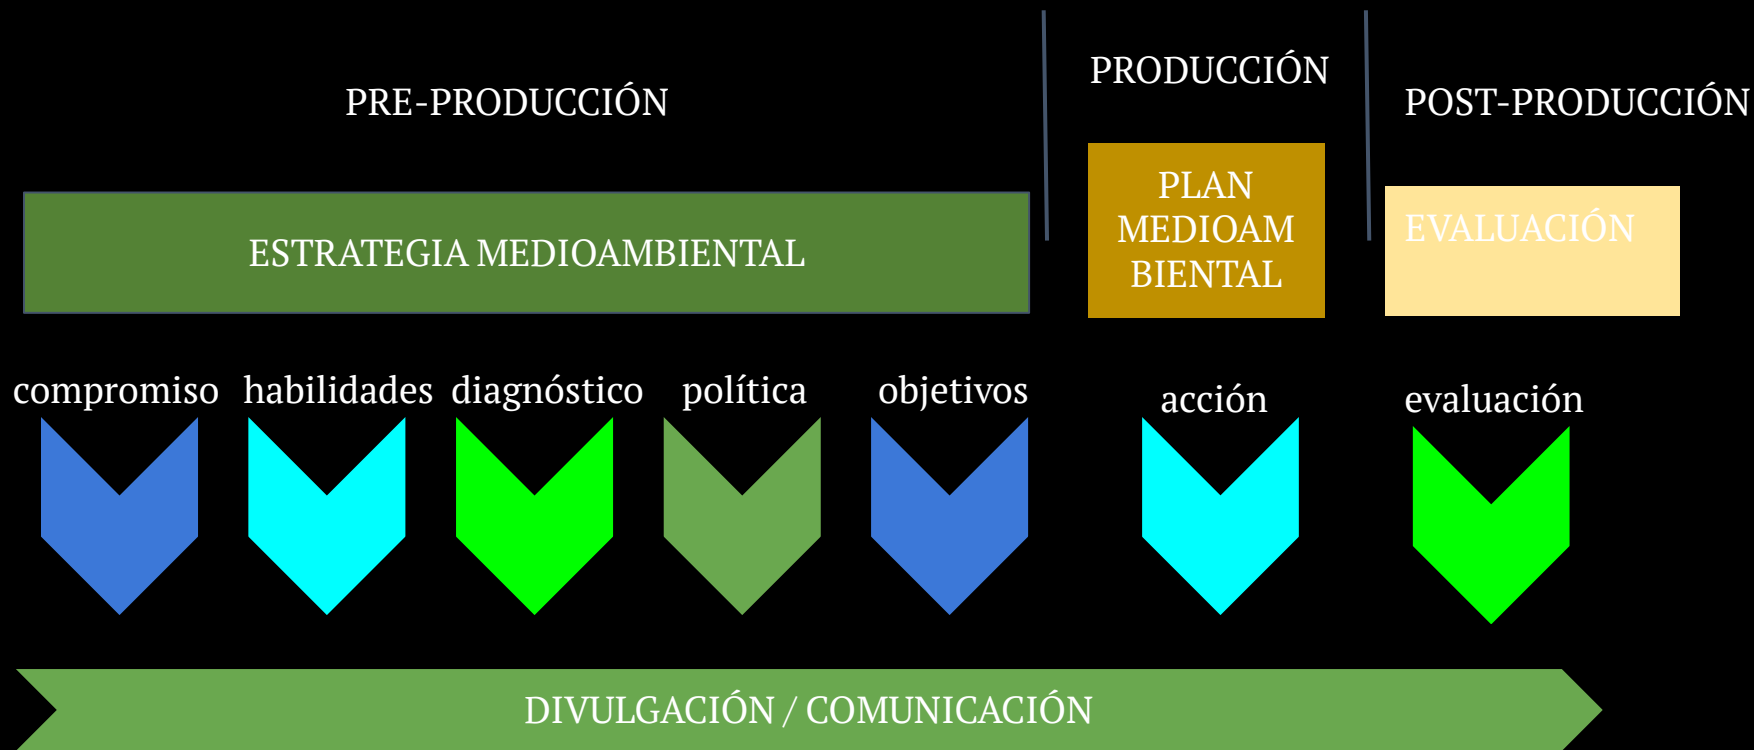 PRE-PRODUCCIÓN
PRODUCCIÓN
POST-PRODUCCIÓN
ESTRATEGIA MEDIOAMBIENTAL
PLAN
MEDIOAM
BIENTAL
EVALUACIÓN
compromiso
habilidades
diagnóstico
política
objetivos
acción
evaluación
DIVULGACIÓN / COMUNICACIÓN